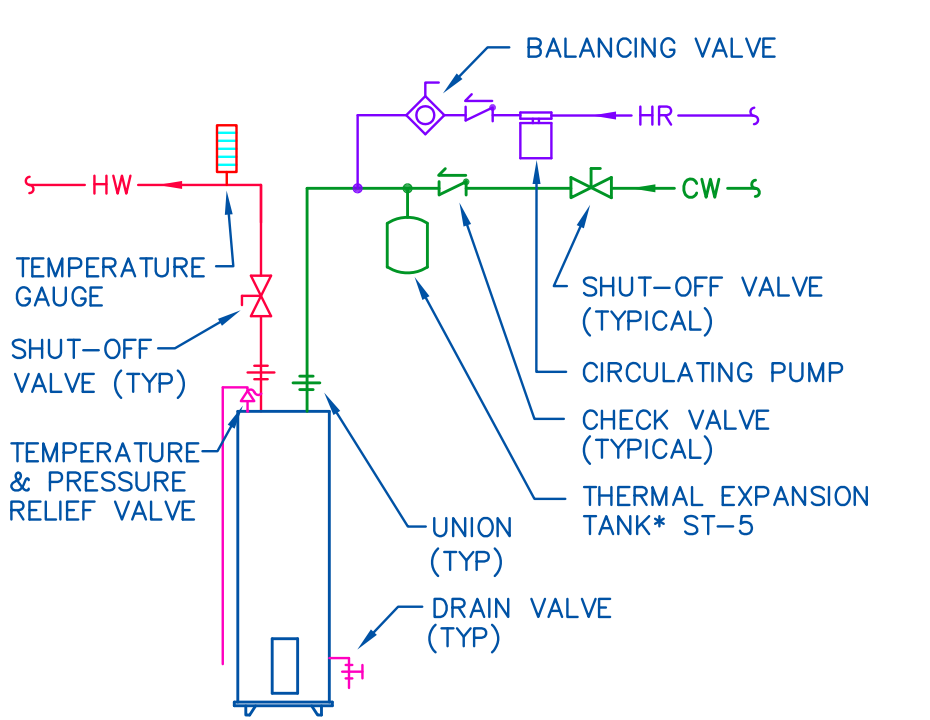 BALANCING VALVE
HR
HW
CW
TEMPERATURE
GAUGE
SHUT-OFF VALVE
(TYPICAL)
SHUT-OFF
VALVE (TYP)
CIRCULATING PUMP
CHECK VALVE
(TYPICAL)
TEMPERATURE
& PRESSURE
RELIEF VALVE
THERMAL EXPANSION
TANK* ST-5
UNION
(TYP)
DRAIN VALVE
(TYP)